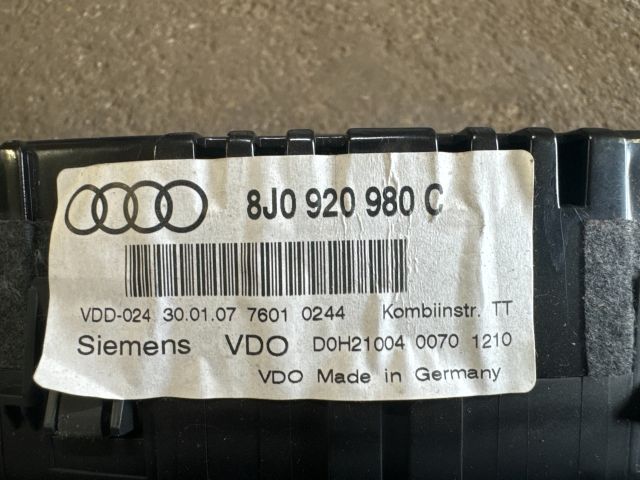 8J0 920 980 C
VDD-024 30.01.07 7601 0244 Kombiinstr. TT
Siemens VDO D0H21004 0070 1210
VDO Made in Germany